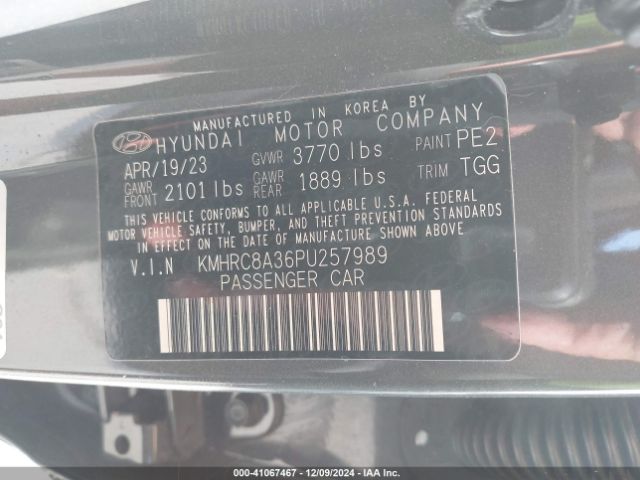 MANUFACTURED IN KOREA BY
HYUNDAI MOTOR COMPANY
APR/19/23 GVWR 3770 lbs PAINT PE2
GAWR FRONT 2101 lbs GAWR REAR 1889 lbs TRIM TGG
THIS VEHICLE CONFORMS TO ALL APPLICABLE U.S.A. FEDERAL
MOTOR VEHICLE SAFETY, BUMPER, AND THEFT PREVENTION STANDARDS
IN EFFECT ON THE DATE OF MANUFACTURE SHOWN ABOVE
V.I.N KMHRC8A36PU257989
PASSENGER CAR
000-41067467 - 12/09/2024 - IAA Inc.